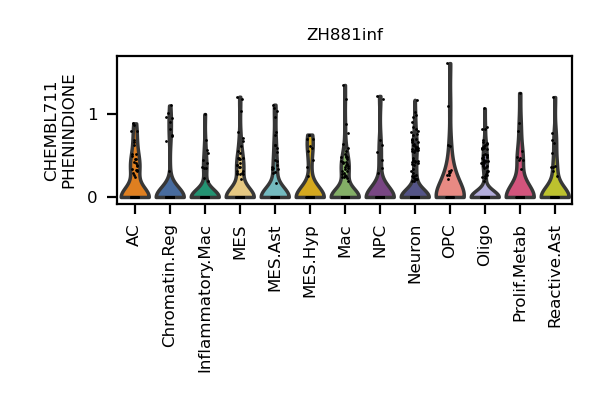 ZH881inf
CHEMBL711
PHENINDIONE
1
0
AC
Chromatin.Reg
Inflammatory.Mac
MES
MES.Ast
MES.Hyp
Mac
NPC
Neuron
OPC
Oligo
Prolif.Metab
Reactive.Ast